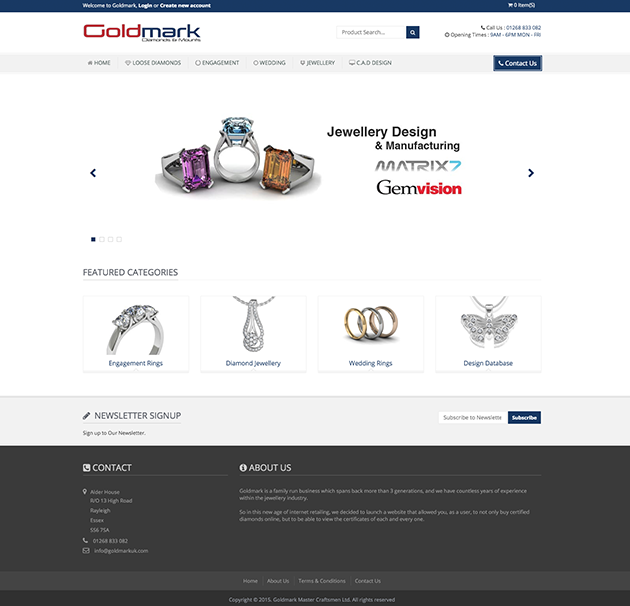 Welcome to Goldmark, Login or Create new account
0 Item(s)
Goldmark
Diamonds & Mounts
Product Search...
Call Us : 01268 833 082
Opening Times : 9AM - 6PM MON - FRI
HOME
LOOSE DIAMONDS
ENGAGEMENT
WEDDING
JEWELLERY
C.A.D DESIGN
Contact Us
Jewellery Design
& Manufacturing
MATRIX7
Gemvision
FEATURED CATEGORIES
Engagement Rings
Diamond Jewellery
Wedding Rings
Design Database
NEWSLETTER SIGNUP
Sign up to Our Newsletter.
Subscribe to Newslette
Subscribe
CONTACT
Alder House
R/O 13 High Road
Rayleigh
Essex
SS6 7SA
01268 833 082
info@goldmarkuk.com
ABOUT US
Goldmark is a family run business which spans back more than 3 generations, and we have countless years of experience
within the jewellery industry.
So in this new age of internet retailing, we decided to launch a website that allowed you, as a user, to not only buy certified
diamonds online, but to be able to view the certificates of each and every one.
Home
About Us
Terms & Conditions
Contact Us
Copyright © 2015. Goldmark Master Craftsmen Ltd. All rights reserved